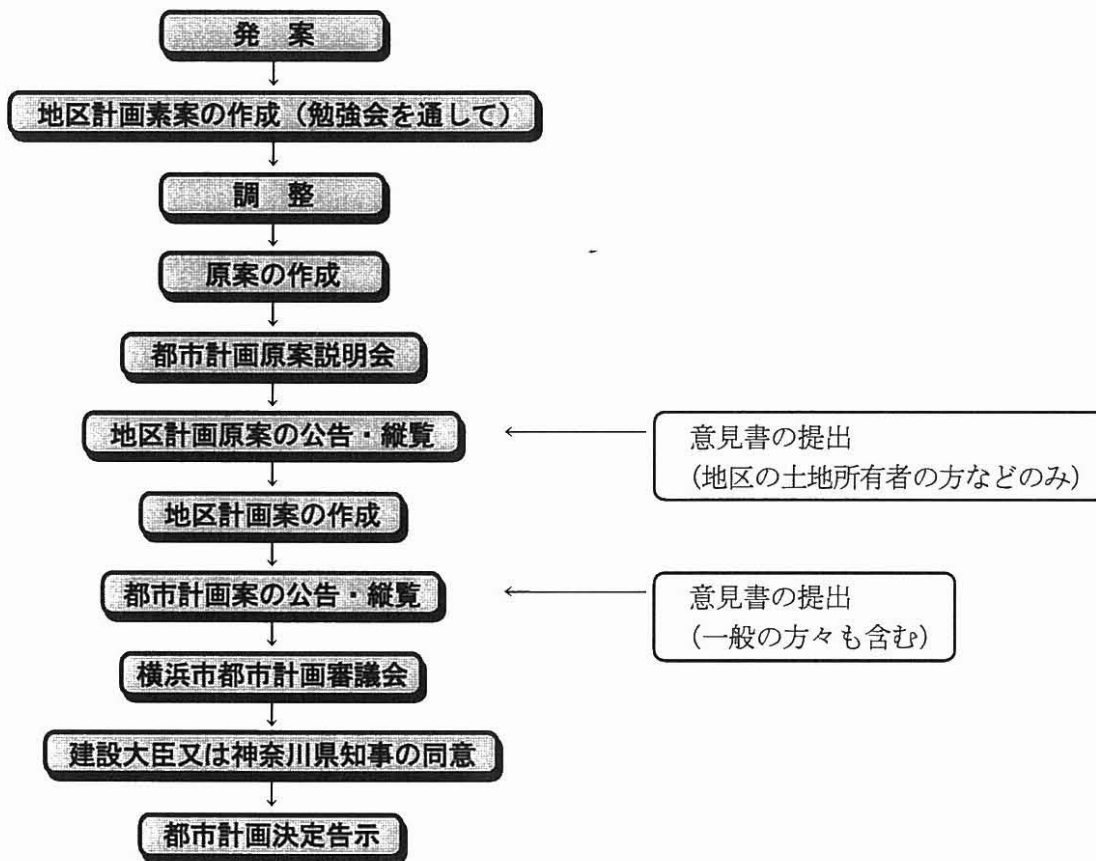 発 案
地区計画素案の作成（勉強会を通して）
調 整
原案の作成
都市計画原案説明会
地区計画原案の公告・縦覧
意見書の提出
(地区の土地所有者の方などのみ)
地区計画案の作成
都市計画案の公告・縦覧
意見書の提出
(一般の方々も含む)
横浜市都市計画審議会
建設大臣又は神奈川県知事の同意
都市計画決定告示